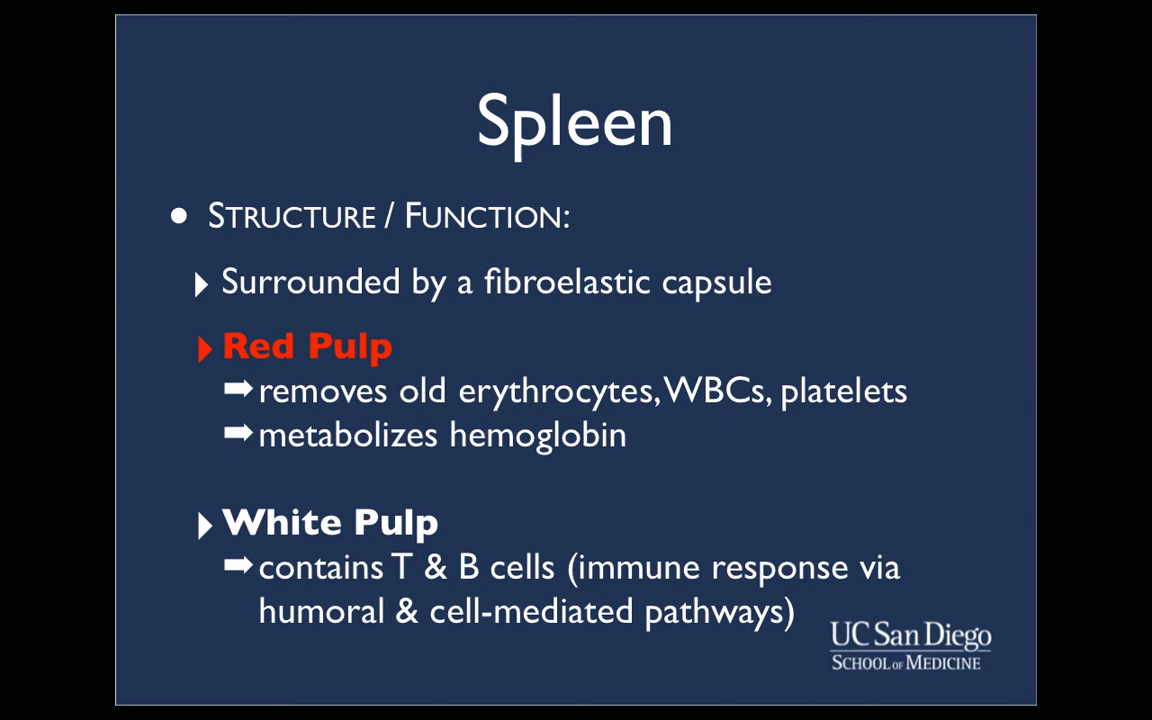 Spleen
• STRUCTURE / FUNCTION:
▸ Surrounded by a fibroelastic capsule
▸ Red Pulp
➡ removes old erythrocytes, WBCs, platelets
➡ metabolizes hemoglobin
▸ White Pulp
➡ contains T & B cells (immune response via
humoral & cell-mediated pathways)
UC San Diego
SCHOOL OF MEDICINE